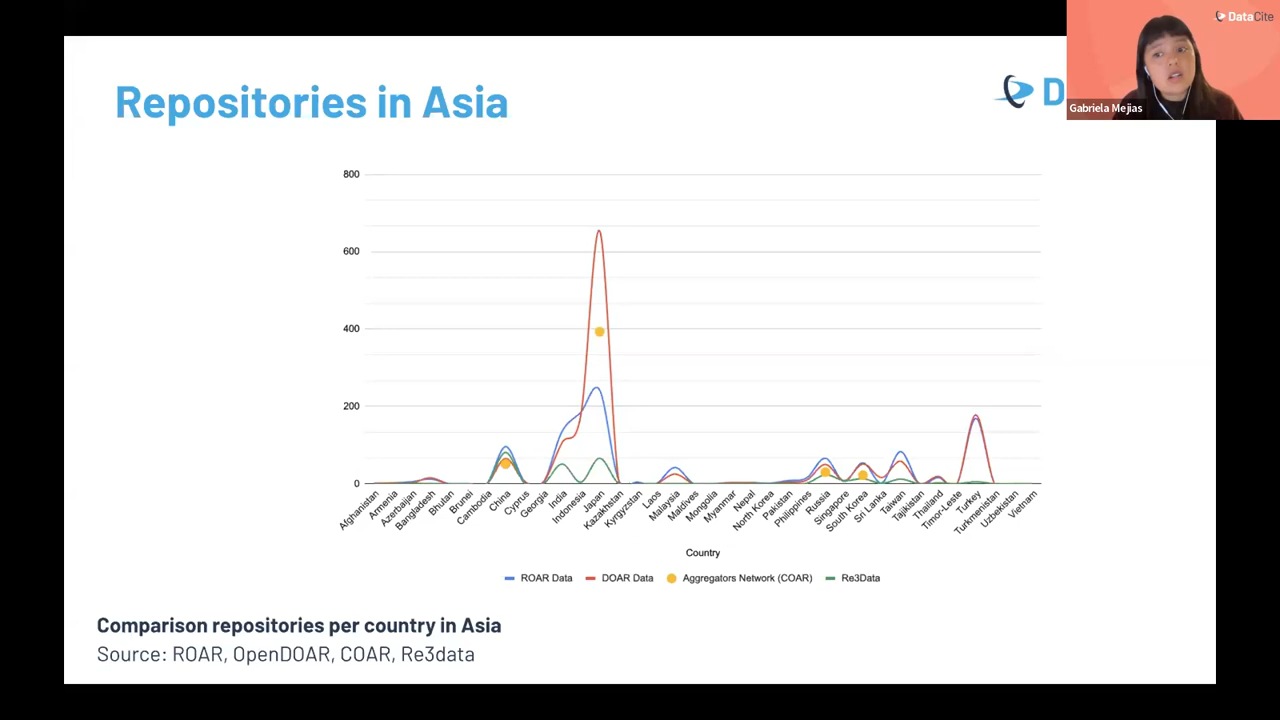 DataCite
Gabriela Mejias
Repositories in Asia
D
800
600
400
200
0
Afghanistan
Armenia
Azerbaijan
Bangladesh
Bhutan
Brunei
Cambodia
China
Cyprus
Georgia
India
Indonesia
Japan
Kazakhstan
Kyrgyzstan
Laos
Malaysia
Maldives
Mongolia
Myanmar
Nepal
North Korea
Pakistan
Philippines
Russia
Singapore
South Korea
Sri Lanka
Taiwan
Tajikistan
Thailand
Timor-Leste
Turkey
Turkmenistan
Uzbekistan
Vietnam
Country
ROAR Data DOAR Data Aggregators Network (COAR) Re3Data
Comparison repositories per country in Asia
Source: ROAR, OpenDOAR, COAR, Re3data